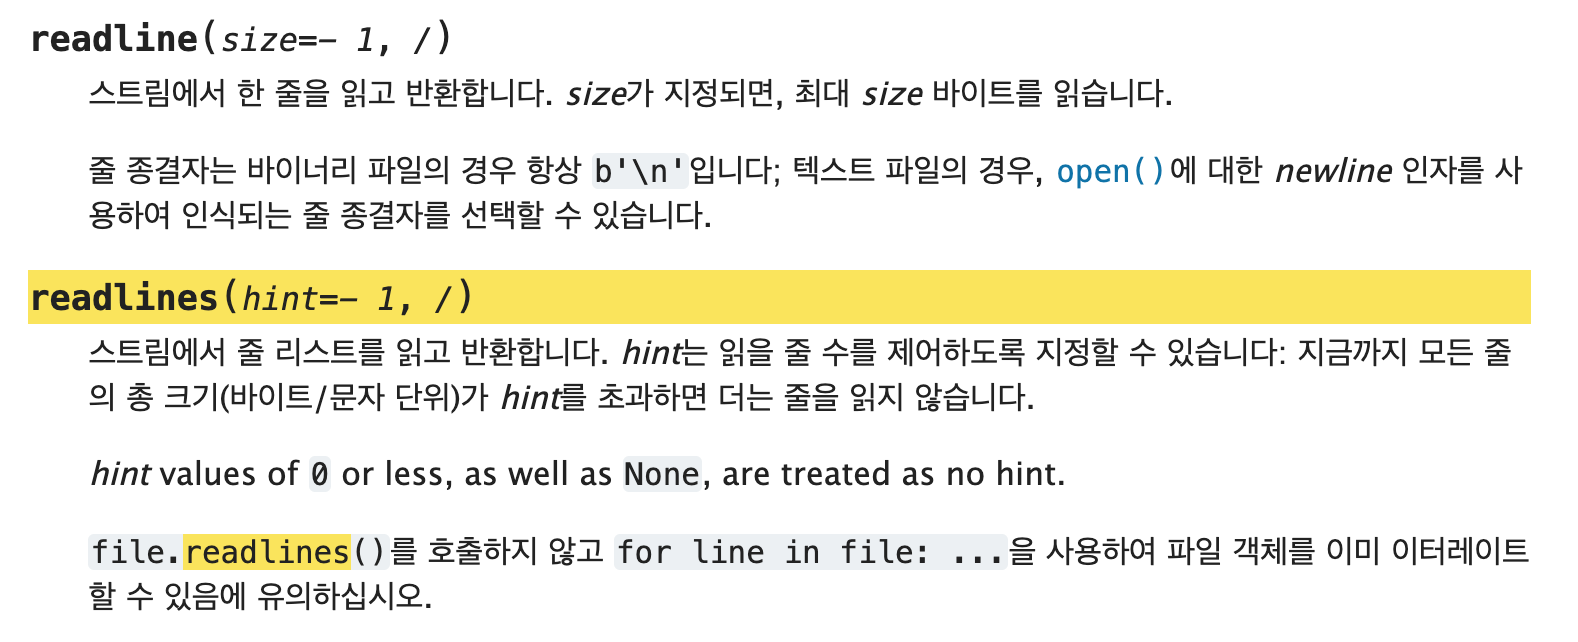 readline(size=- 1, /)
스트림에서 한 줄을 읽고 반환합니다. size가 지정되면, 최대 size 바이트를 읽습니다.
줄 종결자는 바이너리 파일의 경우 항상 b'\n'입니다; 텍스트 파일의 경우, open()에 대한 newline 인자를 사
용하여 인식되는 줄 종결자를 선택할 수 있습니다.
readlines(hint=- 1, /)
스트림에서 줄 리스트를 읽고 반환합니다. hint는 읽을 줄 수를 제어하도록 지정할 수 있습니다: 지금까지 모든 줄
의 총 크기(바이트/문자 단위)가 hint를 초과하면 더는 줄을 읽지 않습니다.
hint values of 0 or less, as well as None, are treated as no hint.
file.readlines()를 호출하지 않고 for line in file: ...을 사용하여 파일 객체를 이미 이터레이트
할 수 있음에 유의하십시오.